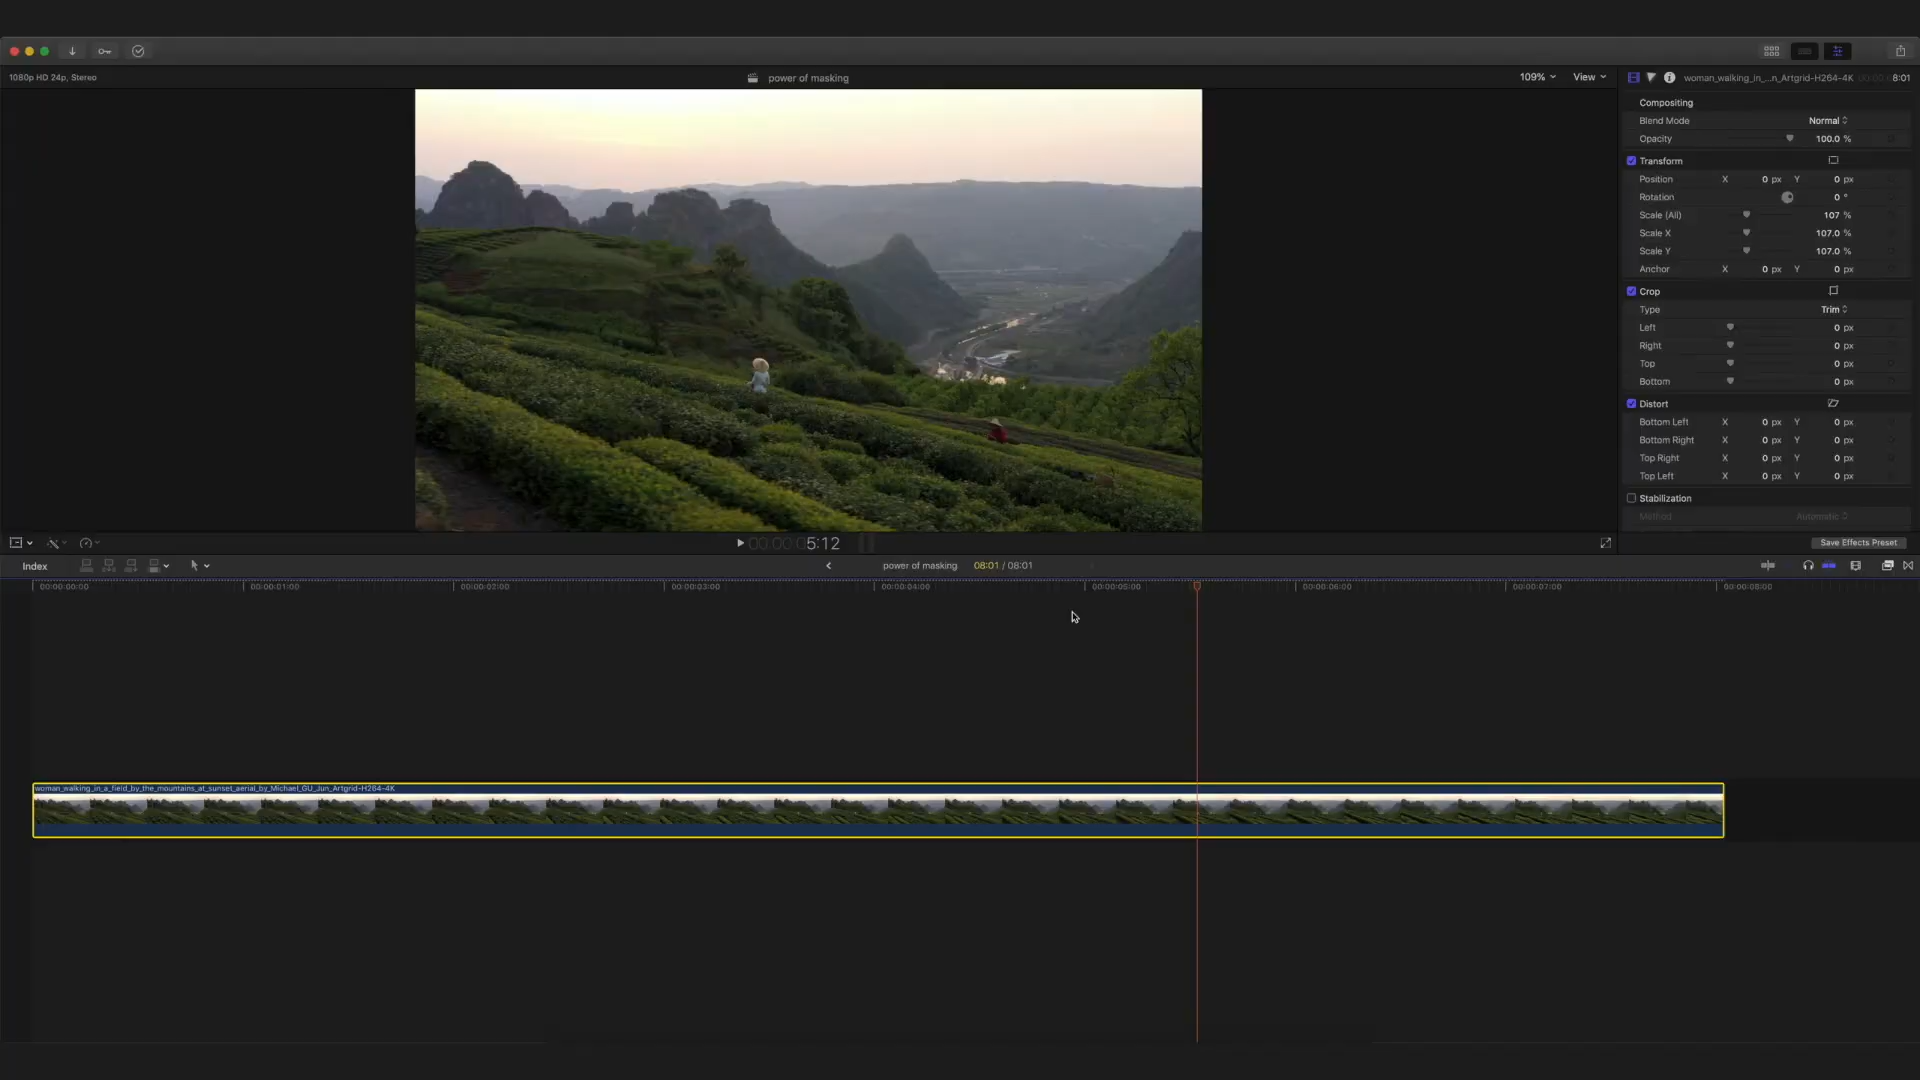 1080p HD 24p, Stereo
power of masking
109%
View
woman_walking_in_...n_Artgrid-H264-4K
8:01
Compositing
Blend Mode Normal
Opacity 100.0 %
Transform
Position X 0 px Y 0 px
Rotation 0 °
Scale (All) 107 %
Scale X 107.0 %
Scale Y 107.0 %
Anchor X 0 px Y 0 px
Crop
Type Trim
Left 0 px
Right 0 px
Top 0 px
Bottom 0 px
Distort
Bottom Left X 0 px Y 0 px
Bottom Right X 0 px Y 0 px
Top Right X 0 px Y 0 px
Top Left X 0 px Y 0 px
Stabilization
Method Automatic
00:00:05:12
Save Effects Preset
Index
power of masking 08:01 / 08:01
00:00:00:00 00:00:01:00 00:00:02:00 00:00:03:00 00:00:04:00 00:00:05:00 00:00:06:00 00:00:07:00 00:00:08:00
woman_walking_in_a_field_by_the_mountains_at_sunset_aerial_by_Michael_GU_Jun_Artgrid-H264-4K